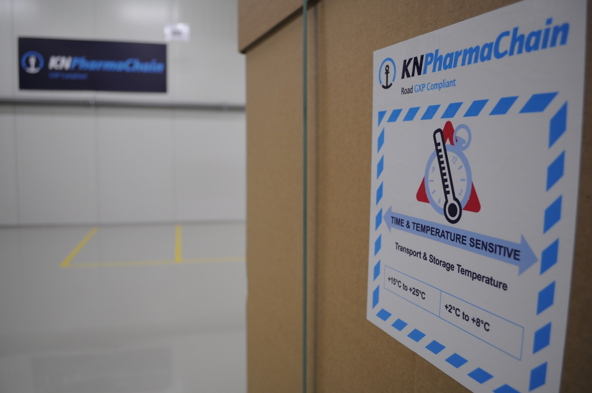 KNPharmaChain
KNPharmaChain
Road GXP Compliant
TIME & TEMPERATURE SENSITIVE
Transport & Storage Temperature
+15°C to +25°C
+2°C to +8°C